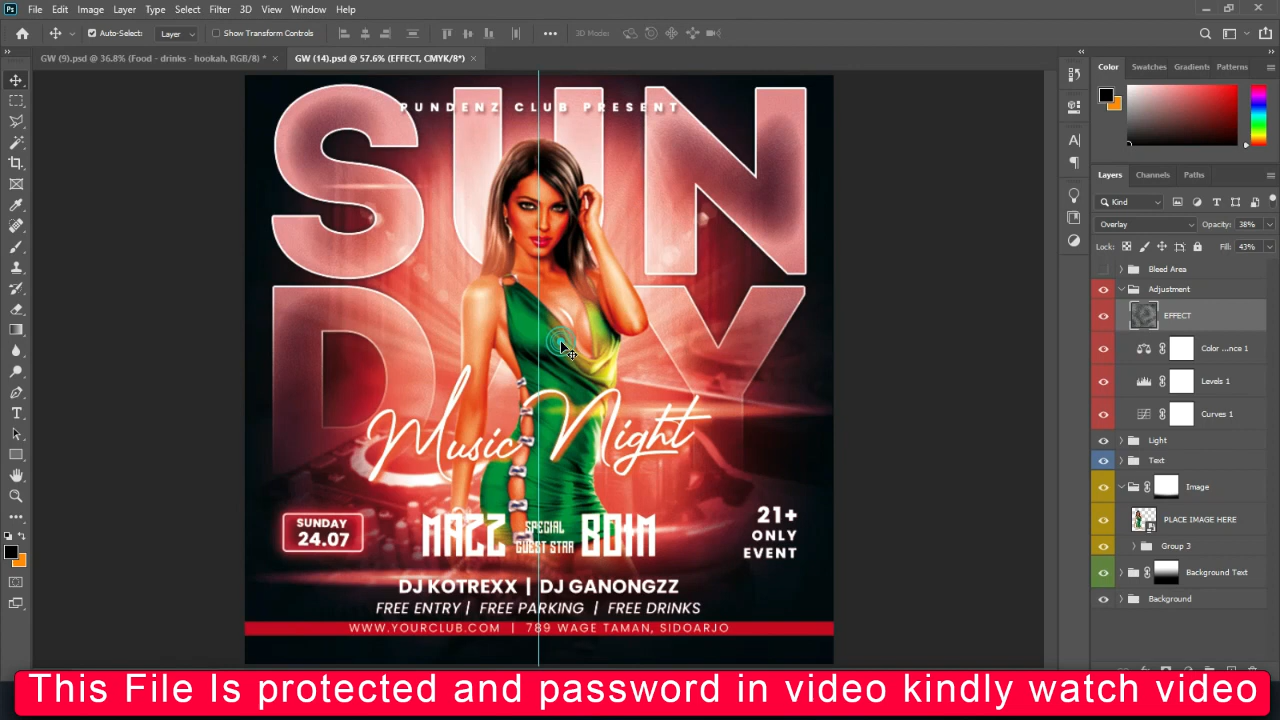 Ps File Edit Image Layer Type Select Filter 3D View Window Help
Auto-Select: Layer Show Transform Controls 3D Mode:
GW (9).psd @ 36.8% (Food - drinks - hookah, RGB/8) * × GW (14).psd @ 57.6% (EFFECT, CMYK/8*) ×
Color Swatches Gradients Patterns
Layers Channels Paths
Kind
Overlay Opacity: 38%
Lock: Fill: 43%
Bleed Area
Adjustment
EFFECT
Color ...nce 1
Levels 1
Curves 1
Light
Text
Image
PLACE IMAGE HERE
Group 3
Background Text
Background
PUNDENZ CLUB PRESENT
SUN
DAY
Music Night
SUNDAY
24.07
MAZZ SPECIAL GUEST STAR BOIM
21+
ONLY
EVENT
DJ KOTREXX | DJ GANONGZZ
FREE ENTRY | FREE PARKING | FREE DRINKS
WWW.YOURCLUB.COM | 789 WAGE TAMAN, SIDOARJO
This File Is protected and password in video kindly watch video